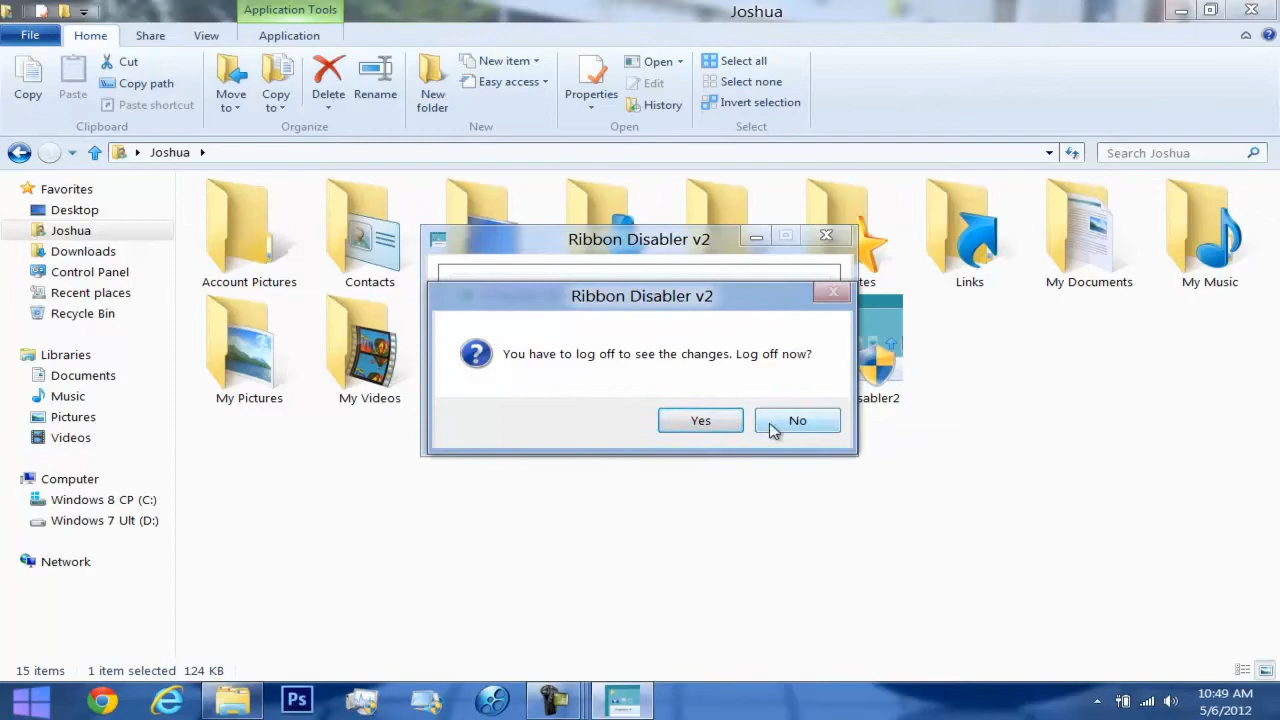 Application Tools
Joshua
File
Home
Share
View
Application
Copy
Paste
Cut
Copy path
Paste shortcut
Clipboard
Move to
Copy to
Delete
Rename
Organize
New folder
New item
Easy access
New
Properties
Open
Edit
History
Open
Select all
Select none
Invert selection
Select
Joshua
Search Joshua
Favorites
Desktop
Joshua
Downloads
Control Panel
Recent places
Recycle Bin
Libraries
Documents
Music
Pictures
Videos
Computer
Windows 8 CP (C:)
Windows 7 Ult (D:)
Network
Account Pictures
Contacts
Links
My Documents
My Music
My Pictures
My Videos
Ribbon Disabler v2
Ribbon Disabler v2
You have to log off to see the changes. Log off now?
Yes
No
15 items
1 item selected
124 KB
Ps
10:49 AM
5/6/2012